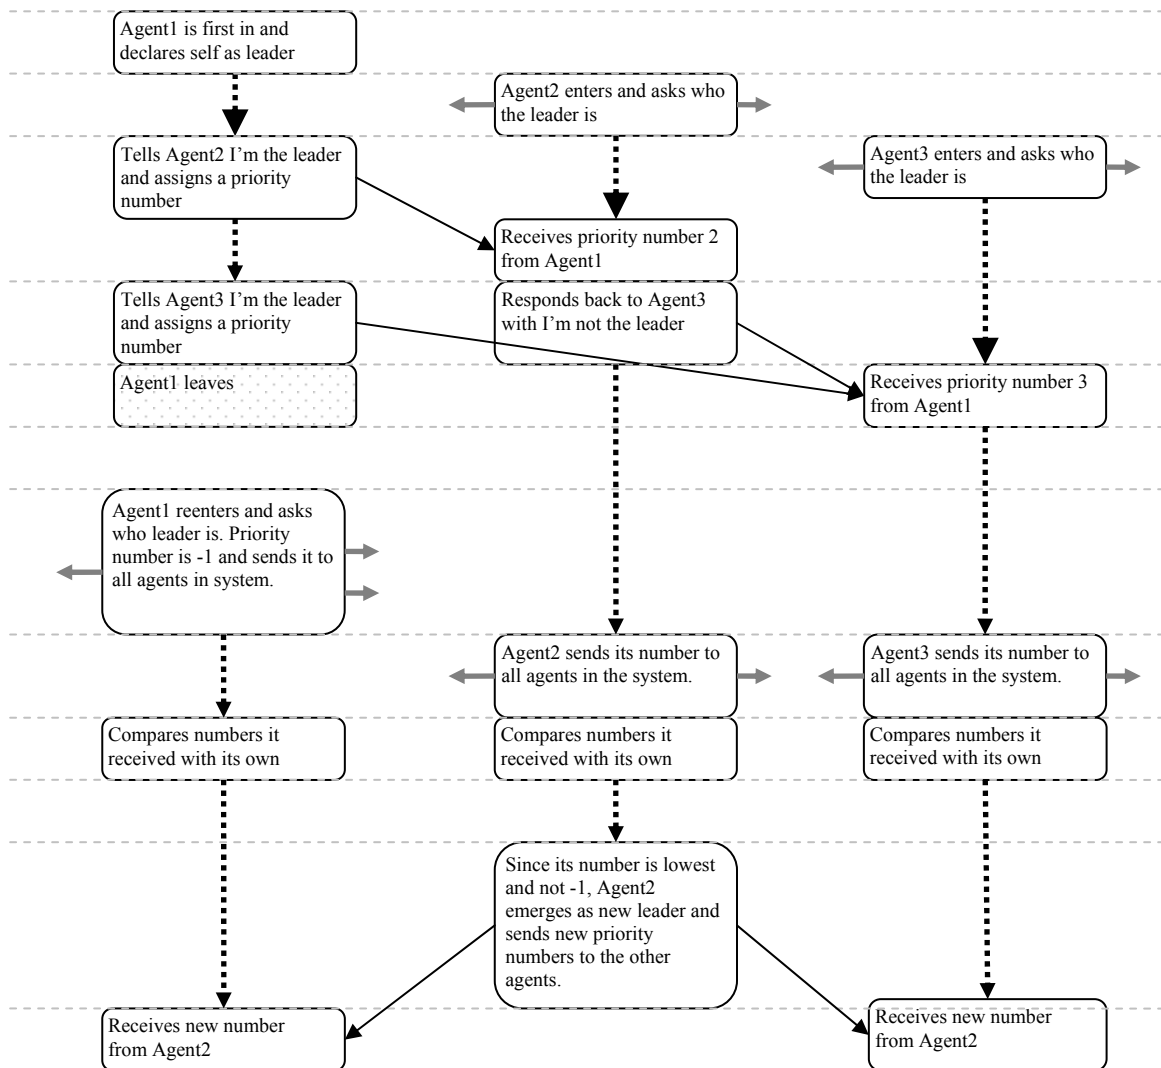 Agent1 is first in and
declares self as leader
Agent2 enters and asks who
the leader is
Tells Agent2 I'm the leader
and assigns a priority
number
Agent3 enters and asks who
the leader is
Receives priority number 2
from Agent1
Tells Agent3 I'm the leader
and assigns a priority
number
Responds back to Agent3
with I'm not the leader
Agent1 leaves
Receives priority number 3
from Agent1
Agent1 reenters and asks
who leader is. Priority
number is -1 and sends it to
all agents in system.
Agent2 sends its number to
all agents in the system.
Agent3 sends its number to
all agents in the system.
Compares numbers it
received with its own
Compares numbers it
received with its own
Compares numbers it
received with its own
Since its number is lowest
and not -1, Agent2
emerges as new leader and
sends new priority
numbers to the other
agents.
Receives new number
from Agent2
Receives new number
from Agent2